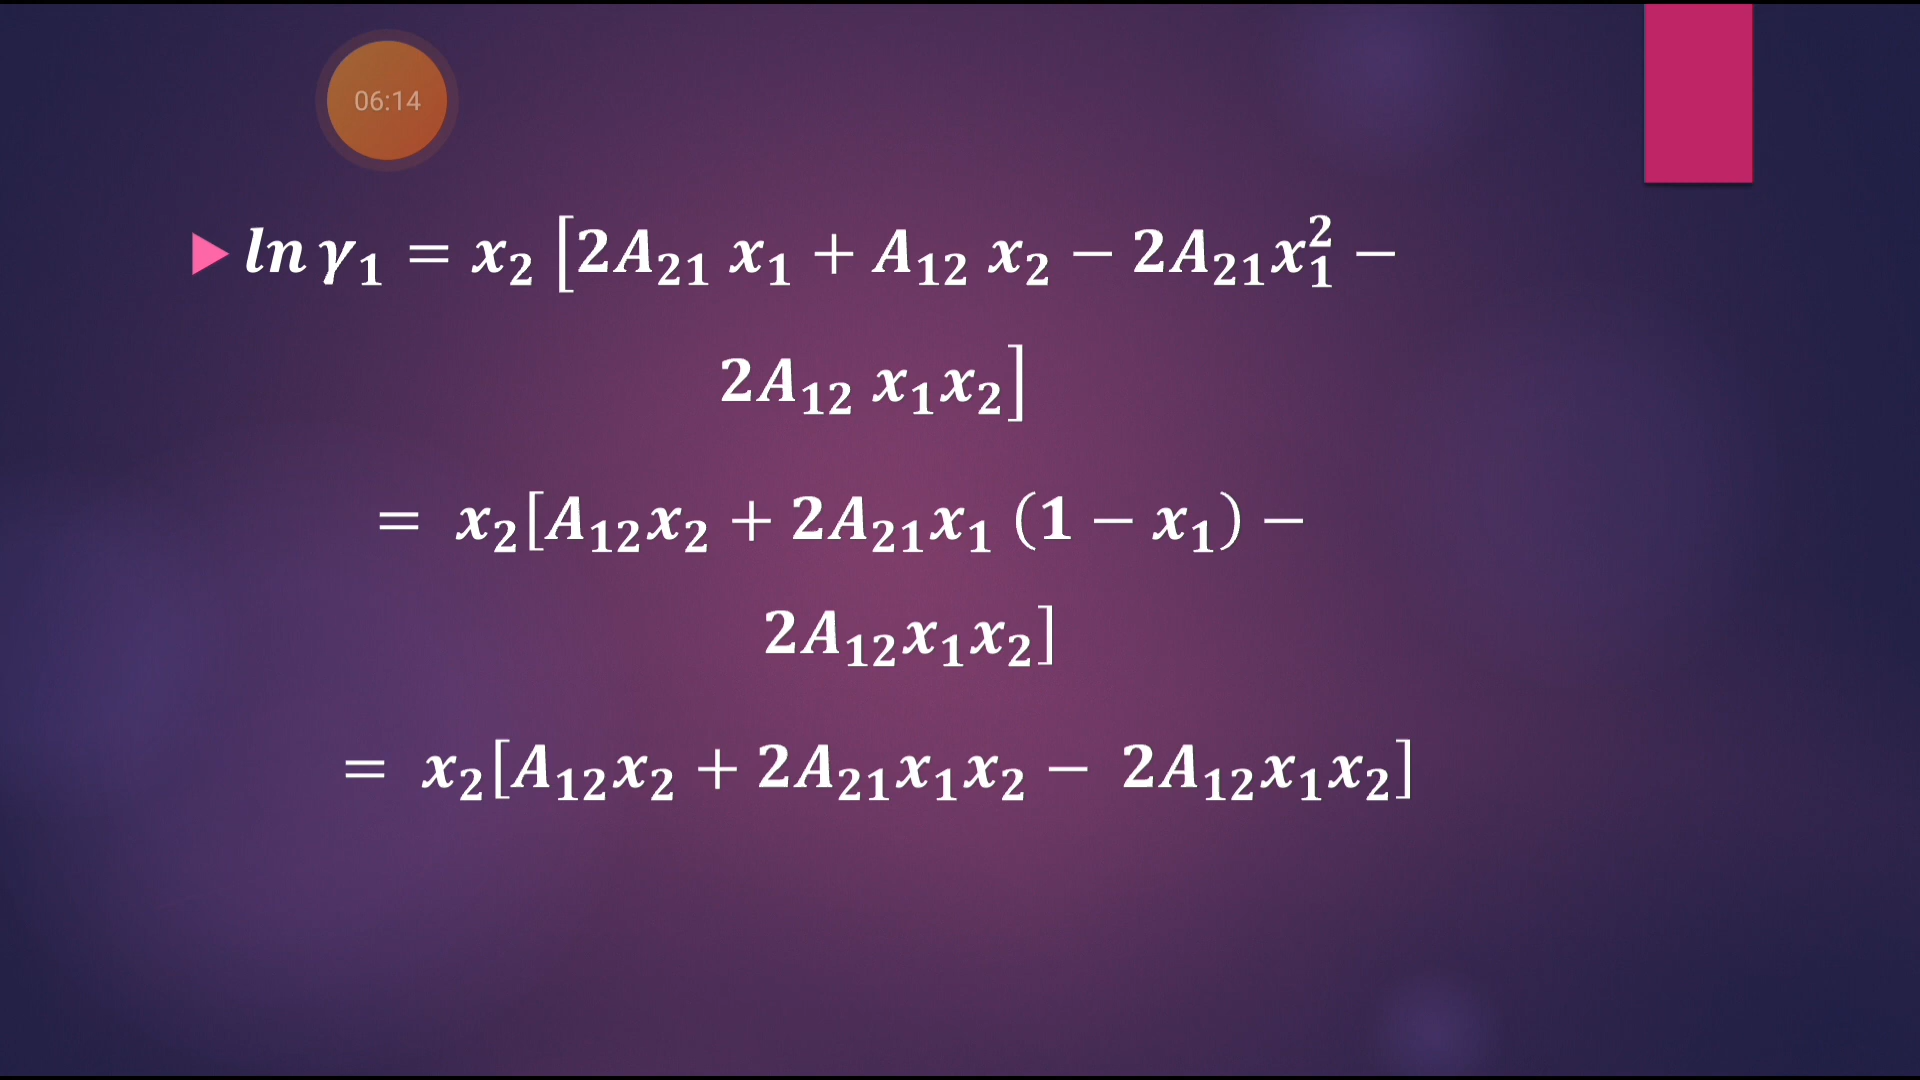 06:14
ln γ₁ = x₂ [2A₂₁ x₁ + A₁₂ x₂ − 2A₂₁x₁² −
2A₁₂ x₁x₂]
= x₂[A₁₂x₂ + 2A₂₁x₁ (1 − x₁) −
2A₁₂x₁x₂]
= x₂[A₁₂x₂ + 2A₂₁x₁x₂ − 2A₁₂x₁x₂]